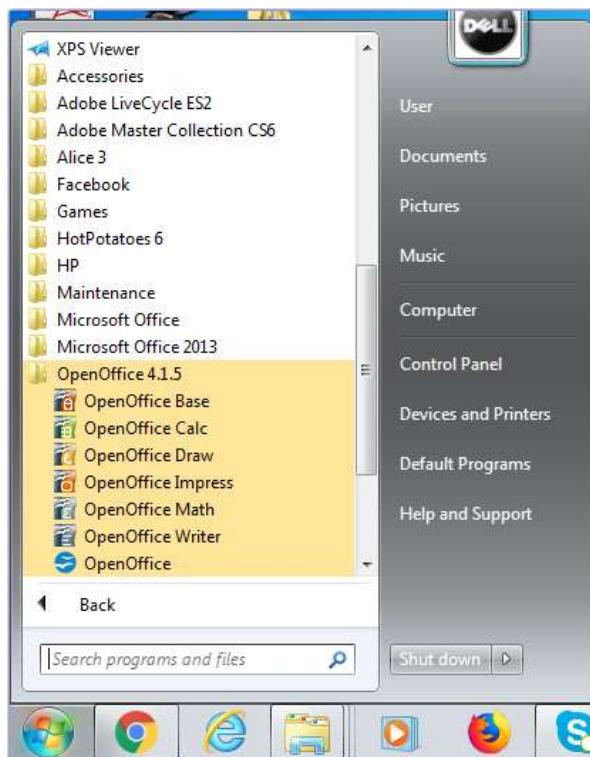 XPS Viewer
Accessories
Adobe LiveCycle ES2
Adobe Master Collection CS6
Alice 3
Facebook
Games
HotPotatoes 6
HP
Maintenance
Microsoft Office
Microsoft Office 2013
OpenOffice 4.1.5
OpenOffice Base
OpenOffice Calc
OpenOffice Draw
OpenOffice Impress
OpenOffice Math
OpenOffice Writer
OpenOffice
Back
Search programs and files
DELL
User
Documents
Pictures
Music
Computer
Control Panel
Devices and Printers
Default Programs
Help and Support
Shut down